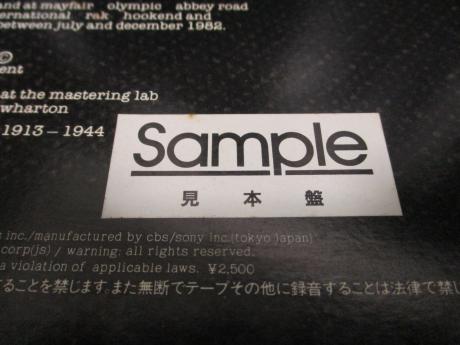 and at mayfair olympic abbey road
ernational rak hookend and
between july and december 1982.
©
ent
at the mastering lab
wharton
1913 – 1944
Sample
見本盤
inc./manufactured by cbs/sony inc.(tokyo japan)
corp(js) / warning: all rights reserved.
a violation of applicable laws. ¥2,500
することを禁じます。また無断でテープその他に録音することは法律で禁じ